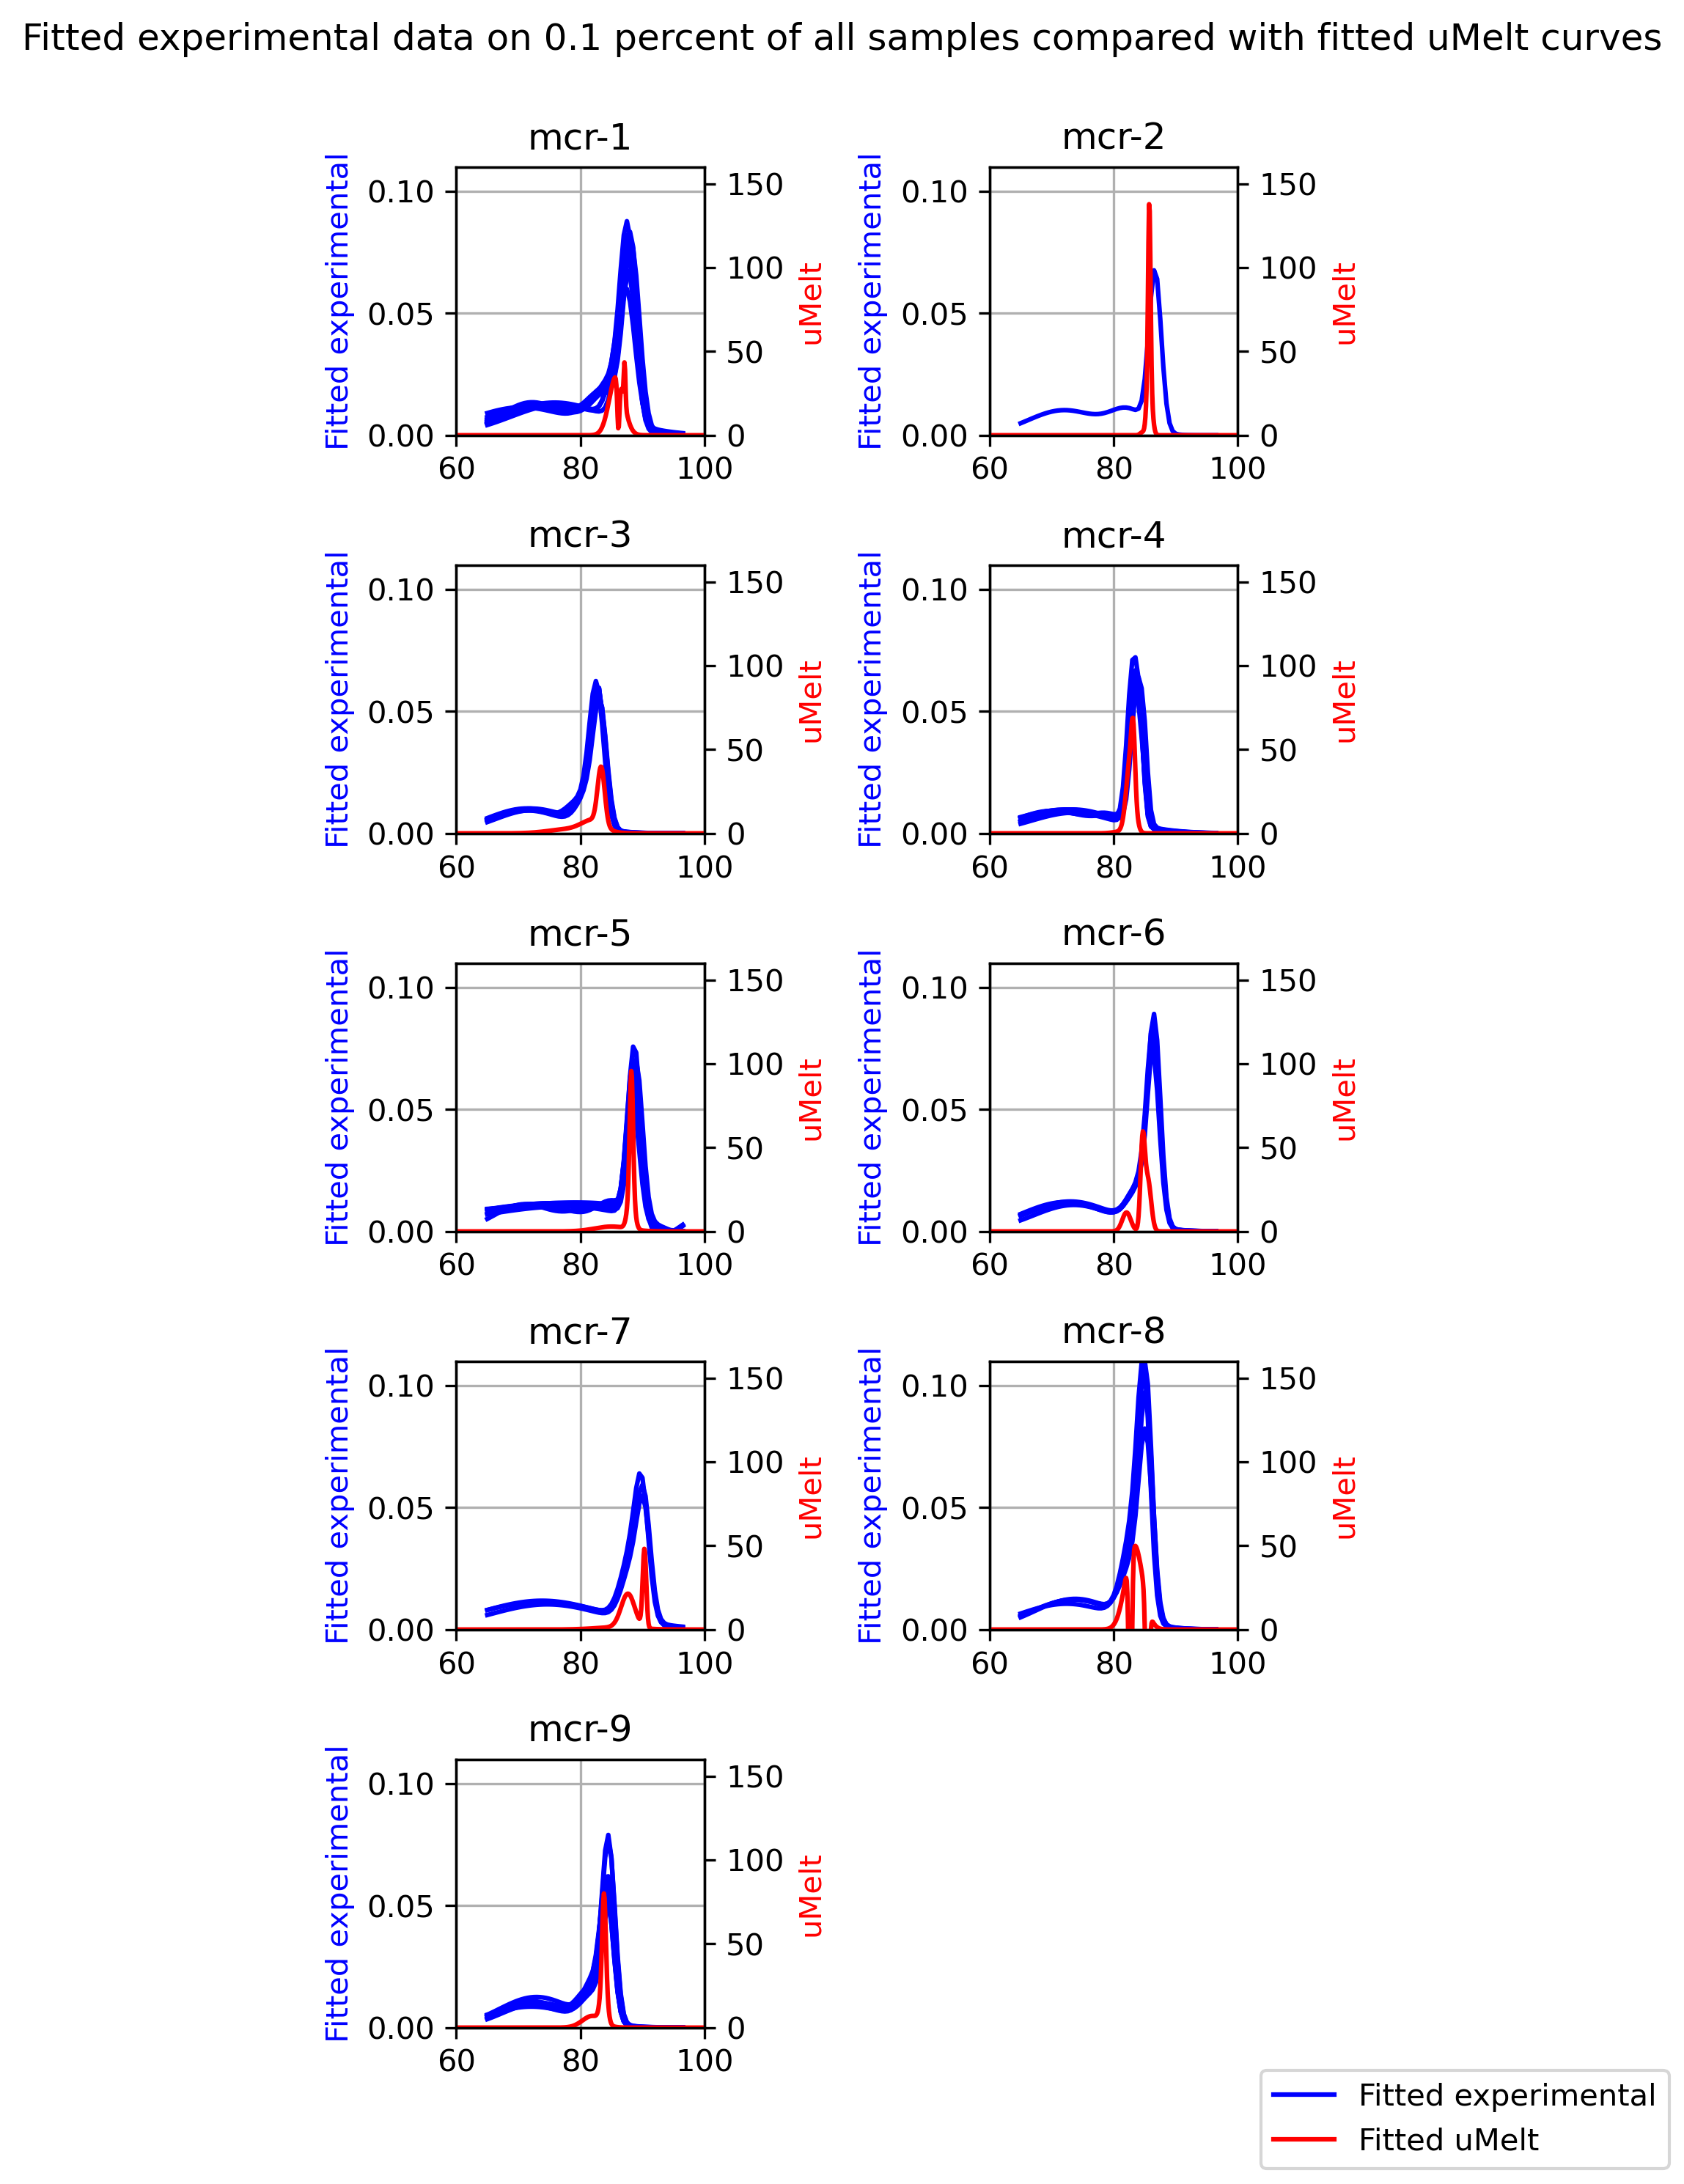 Fitted experimental data on 0.1 percent of all samples compared with fitted uMelt curves
mcr-1
Fitted experimental
0.10
0.05
0.00
150
100
50
0
uMelt
60 80 100
mcr-2
Fitted experimental
0.10
0.05
0.00
150
100
50
0
uMelt
60 80 100
mcr-3
Fitted experimental
0.10
0.05
0.00
150
100
50
0
uMelt
60 80 100
mcr-4
Fitted experimental
0.10
0.05
0.00
150
100
50
0
uMelt
60 80 100
mcr-5
Fitted experimental
0.10
0.05
0.00
150
100
50
0
uMelt
60 80 100
mcr-6
Fitted experimental
0.10
0.05
0.00
150
100
50
0
uMelt
60 80 100
mcr-7
Fitted experimental
0.10
0.05
0.00
150
100
50
0
uMelt
60 80 100
mcr-8
Fitted experimental
0.10
0.05
0.00
150
100
50
0
uMelt
60 80 100
mcr-9
Fitted experimental
0.10
0.05
0.00
150
100
50
0
uMelt
60 80 100
Fitted experimental
Fitted uMelt